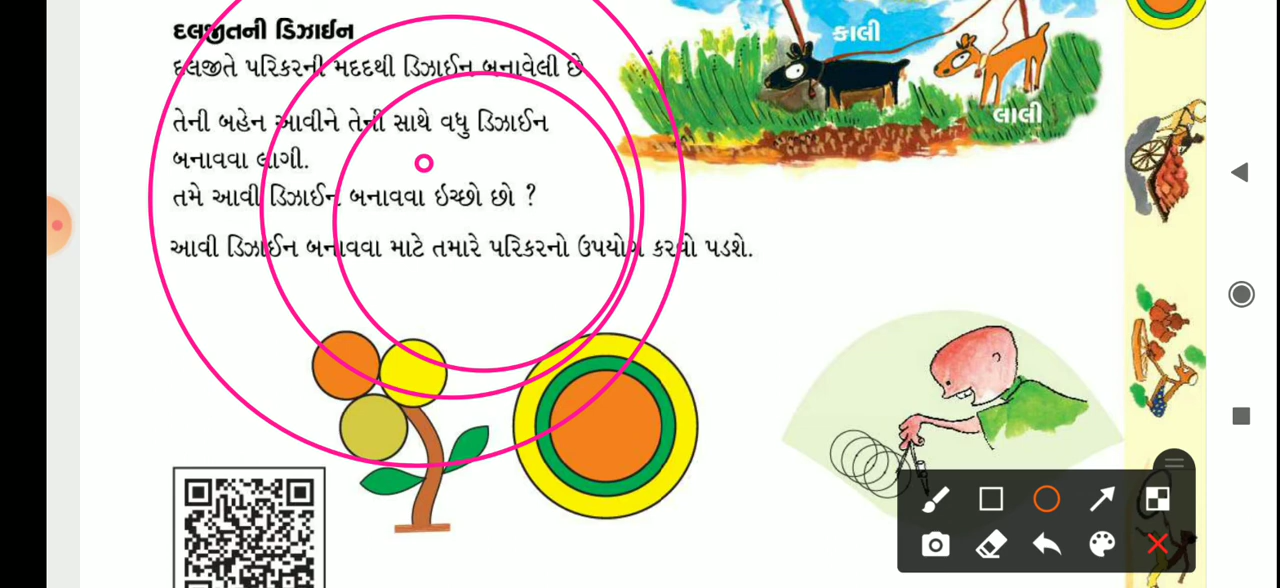 દલજીતની ડિઝાઈન
દલજીતે પરિકરની મદદથી ડિઝાઈન બનાવેલી છે
તેની બહેન આવીને તેની સાથે વધુ ડિઝાઈન
બનાવવા લાગી.
તમે આવી ડિઝાઈન બનાવવા ઇચ્છો છો ?
આવી ડિઝાઈન બનાવવા માટે તમારે પરિકરનો ઉપયોગ કરવો પડશે.
કાલી
લાલી